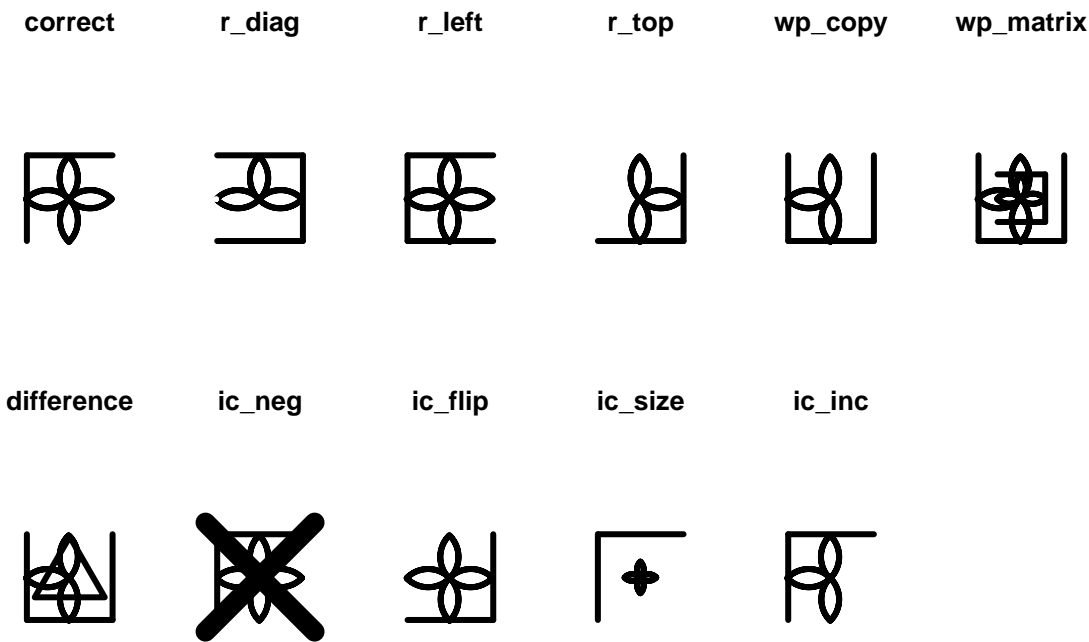 correct r_diag r_left r_top wp_copy wp_matrix
difference ic_neg ic_flip ic_size ic_inc